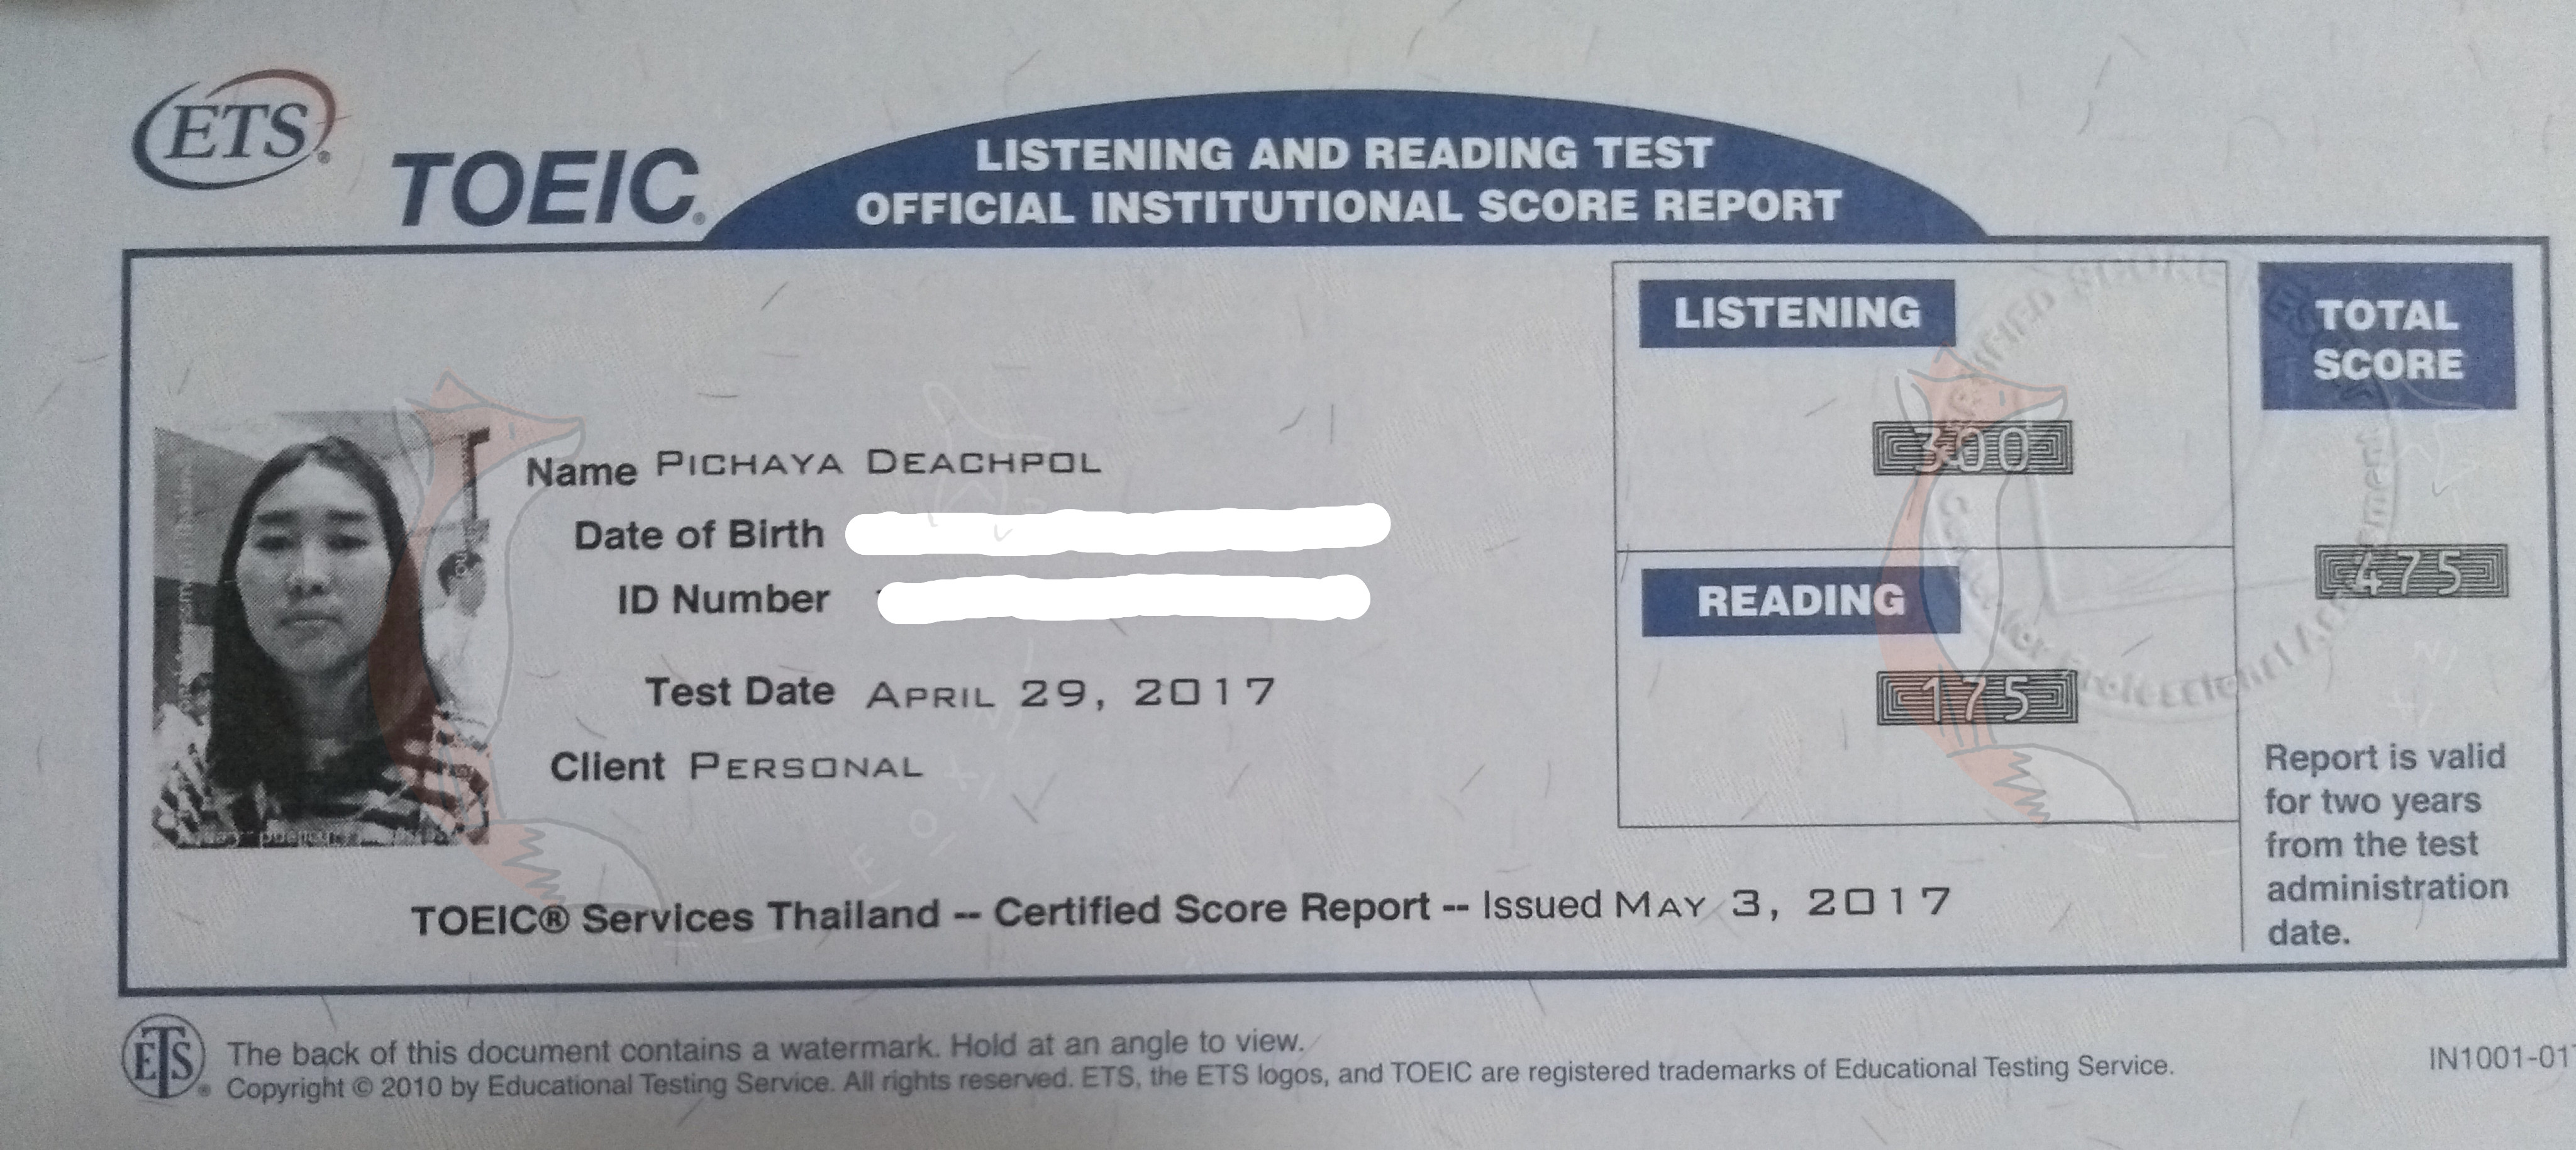 ETS®
TOEIC®
LISTENING AND READING TEST
OFFICIAL INSTITUTIONAL SCORE REPORT
LISTENING
300
READING
175
TOTAL
SCORE
475
Name PICHAYA DEACHPOL
Date of Birth
ID Number
Test Date APRIL 29, 2017
Client PERSONAL
Report is valid
for two years
from the test
administration
date.
TOEIC® Services Thailand -- Certified Score Report -- Issued MAY 3, 2017
ETS®
The back of this document contains a watermark. Hold at an angle to view.
Copyright © 2010 by Educational Testing Service. All rights reserved. ETS, the ETS logos, and TOEIC are registered trademarks of Educational Testing Service.
IN1001-01